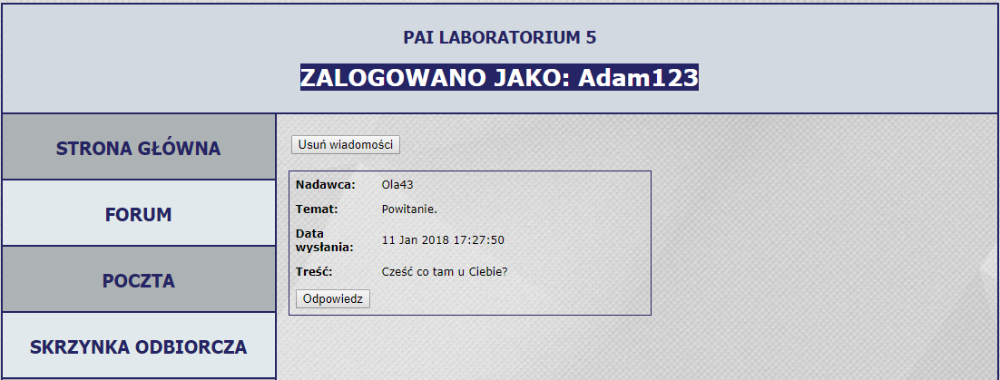 PAI LABORATORIUM 5
ZALOGOWANO JAKO: Adam123
STRONA GŁÓWNA
FORUM
POCZTA
SKRZYNKA ODBIORCZA
Usuń wiadomości
Nadawca: Ola43
Temat: Powitanie.
Data
wysłania: 11 Jan 2018 17:27:50
Treść: Cześć co tam u Ciebie?
Odpowiedz